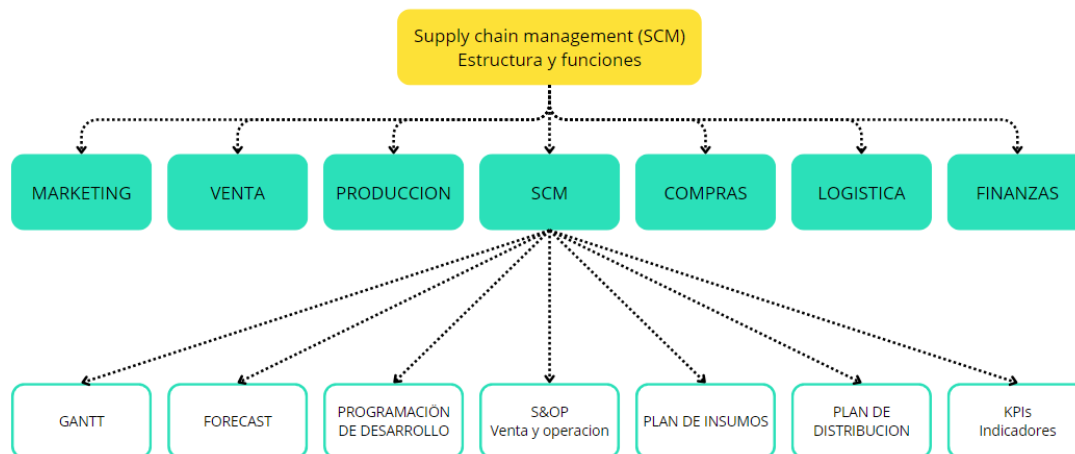 Supply chain management (SCM)
Estructura y funciones
MARKETING
VENTA
PRODUCCION
SCM
COMPRAS
LOGISTICA
FINANZAS
GANTT
FORECAST
PROGRAMACIÖN
DE DESARROLLO
S&OP
Venta y operacion
PLAN DE INSUMOS
PLAN DE
DISTRIBUCION
KPIs
Indicadores